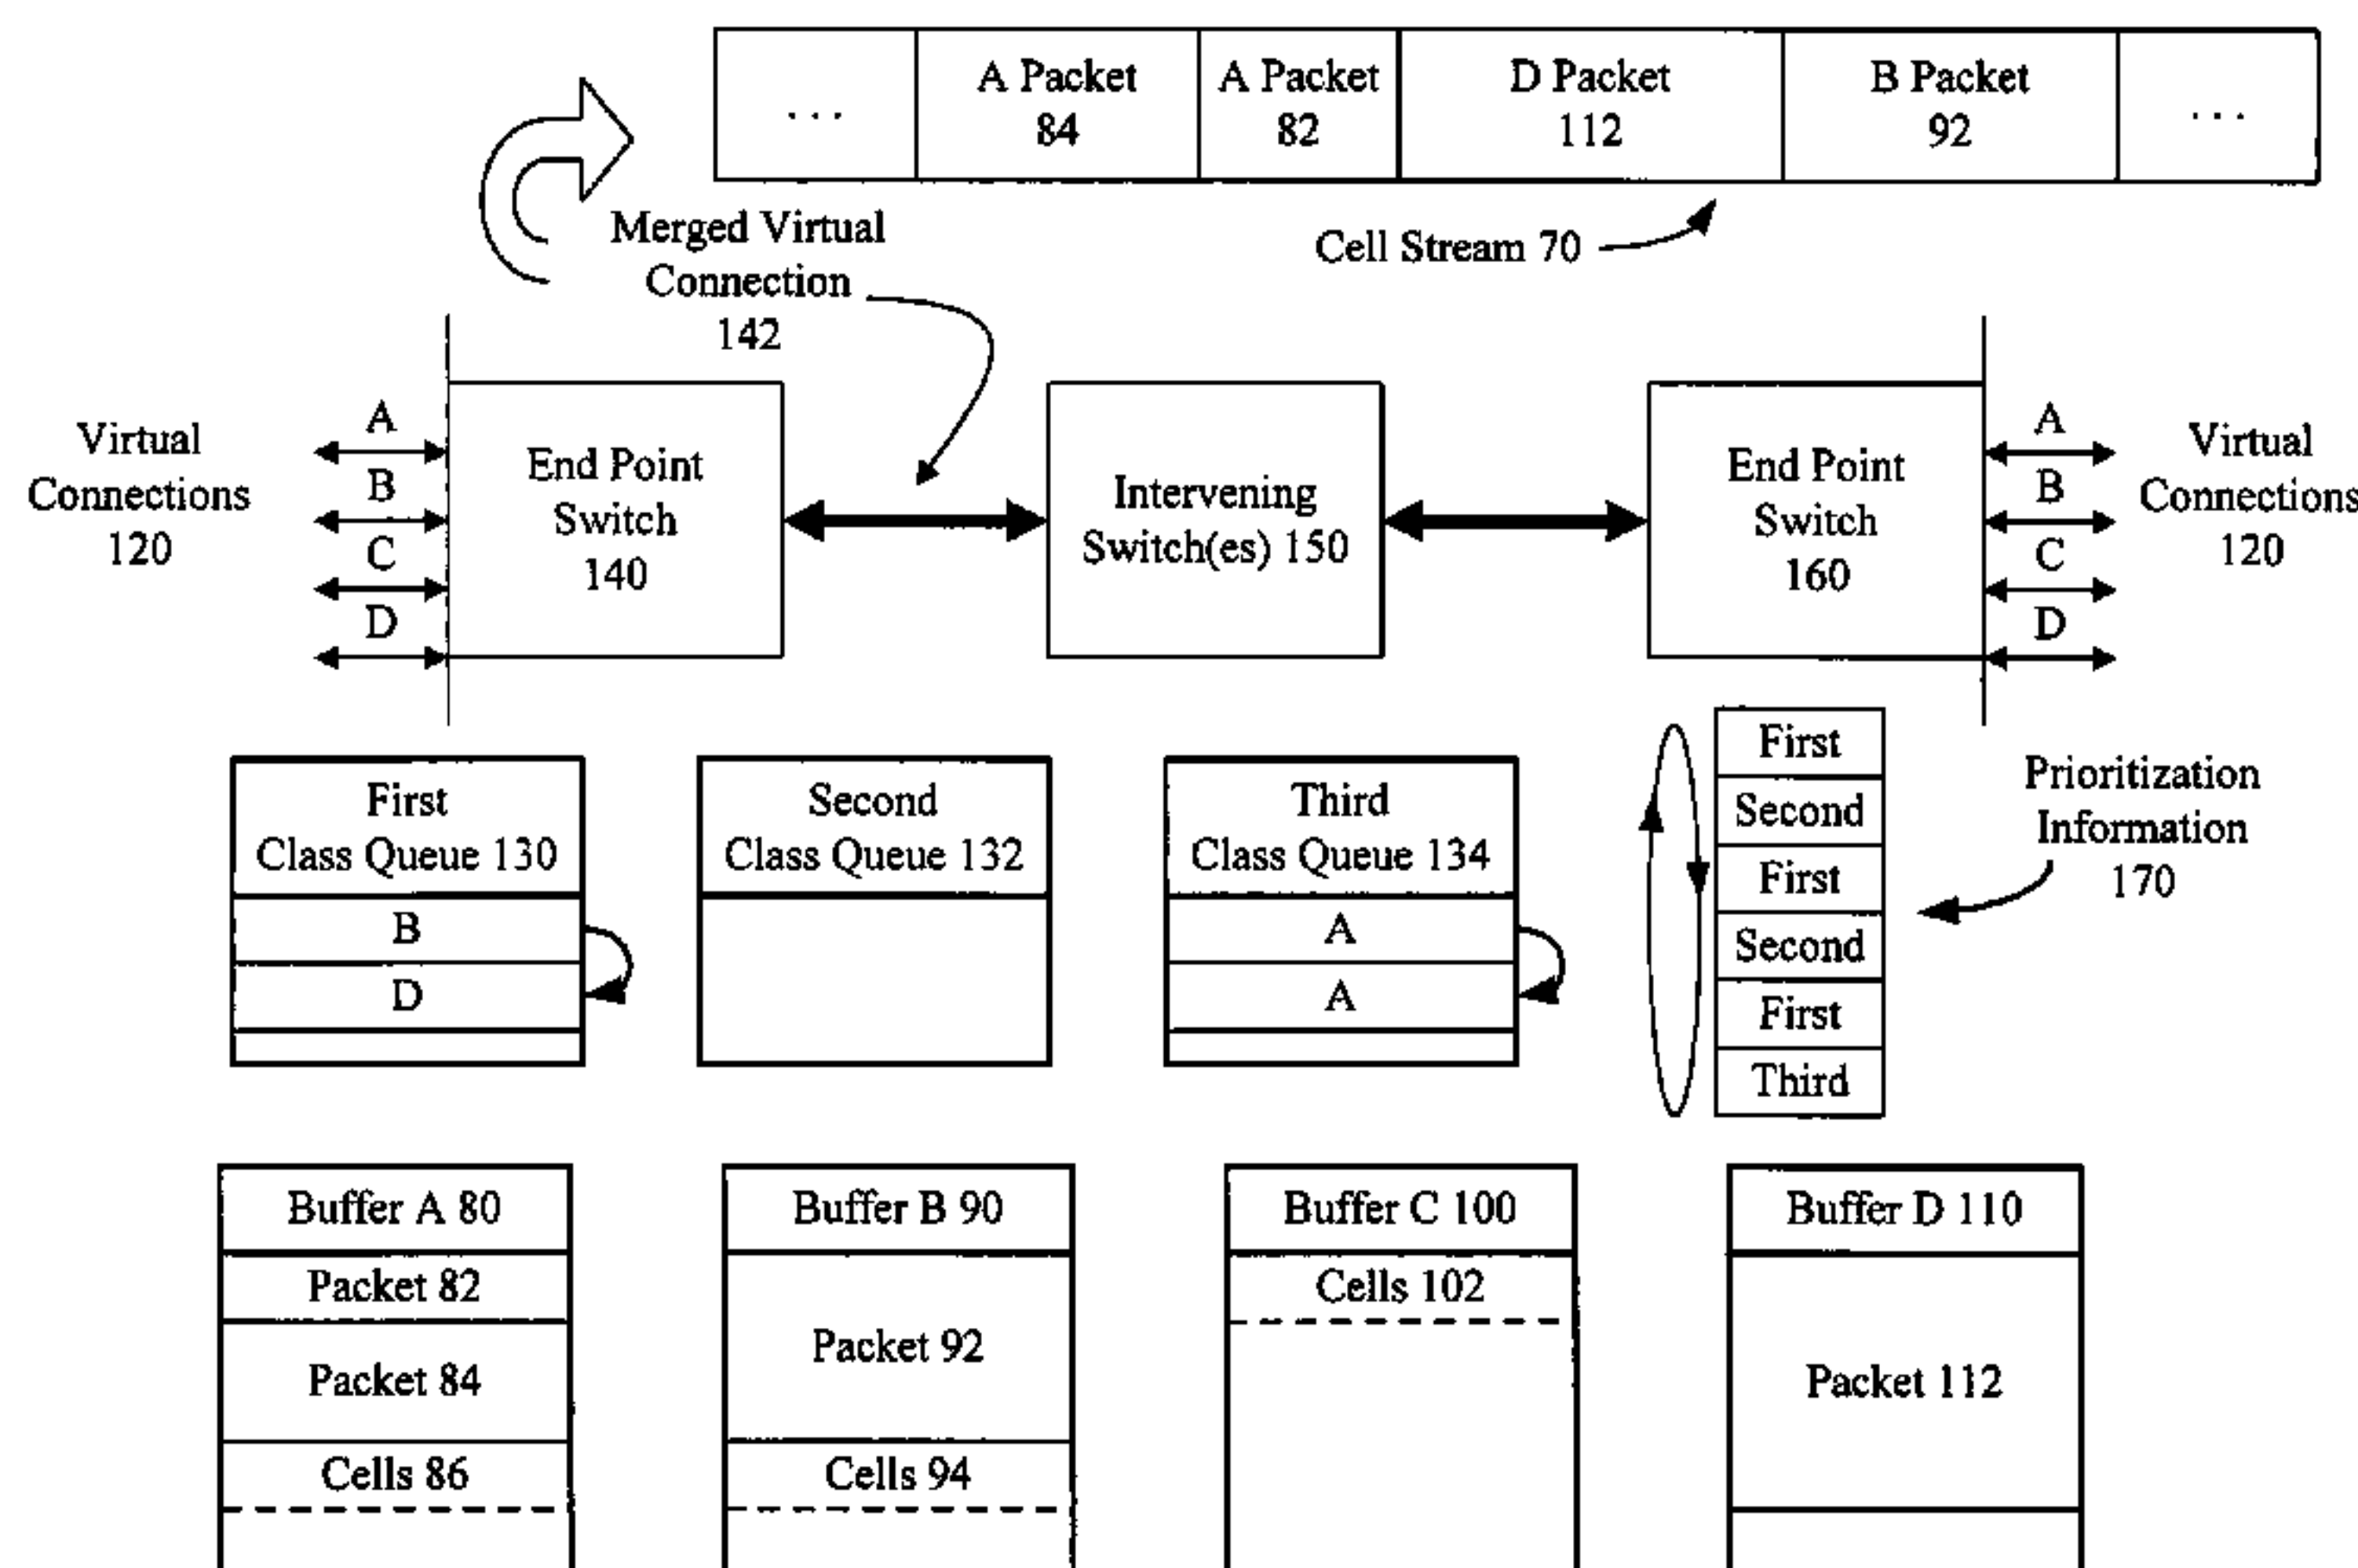 ...
A Packet
84
A Packet
82
D Packet
112
B Packet
92
...
Merged Virtual
Connection
142
Cell Stream 70
Virtual
Connections
120
A
B
C
D
End Point
Switch
140
Intervening
Switch(es) 150
End Point
Switch
160
A
B
C
D
Virtual
Connections
120
First
Class Queue 130
B
D
Second
Class Queue 132
Third
Class Queue 134
A
A
First
Second
First
Second
First
Third
Prioritization
Information
170
Buffer A 80
Packet 82
Packet 84
Cells 86
Buffer B 90
Packet 92
Cells 94
Buffer C 100
Cells 102
Buffer D 110
Packet 112